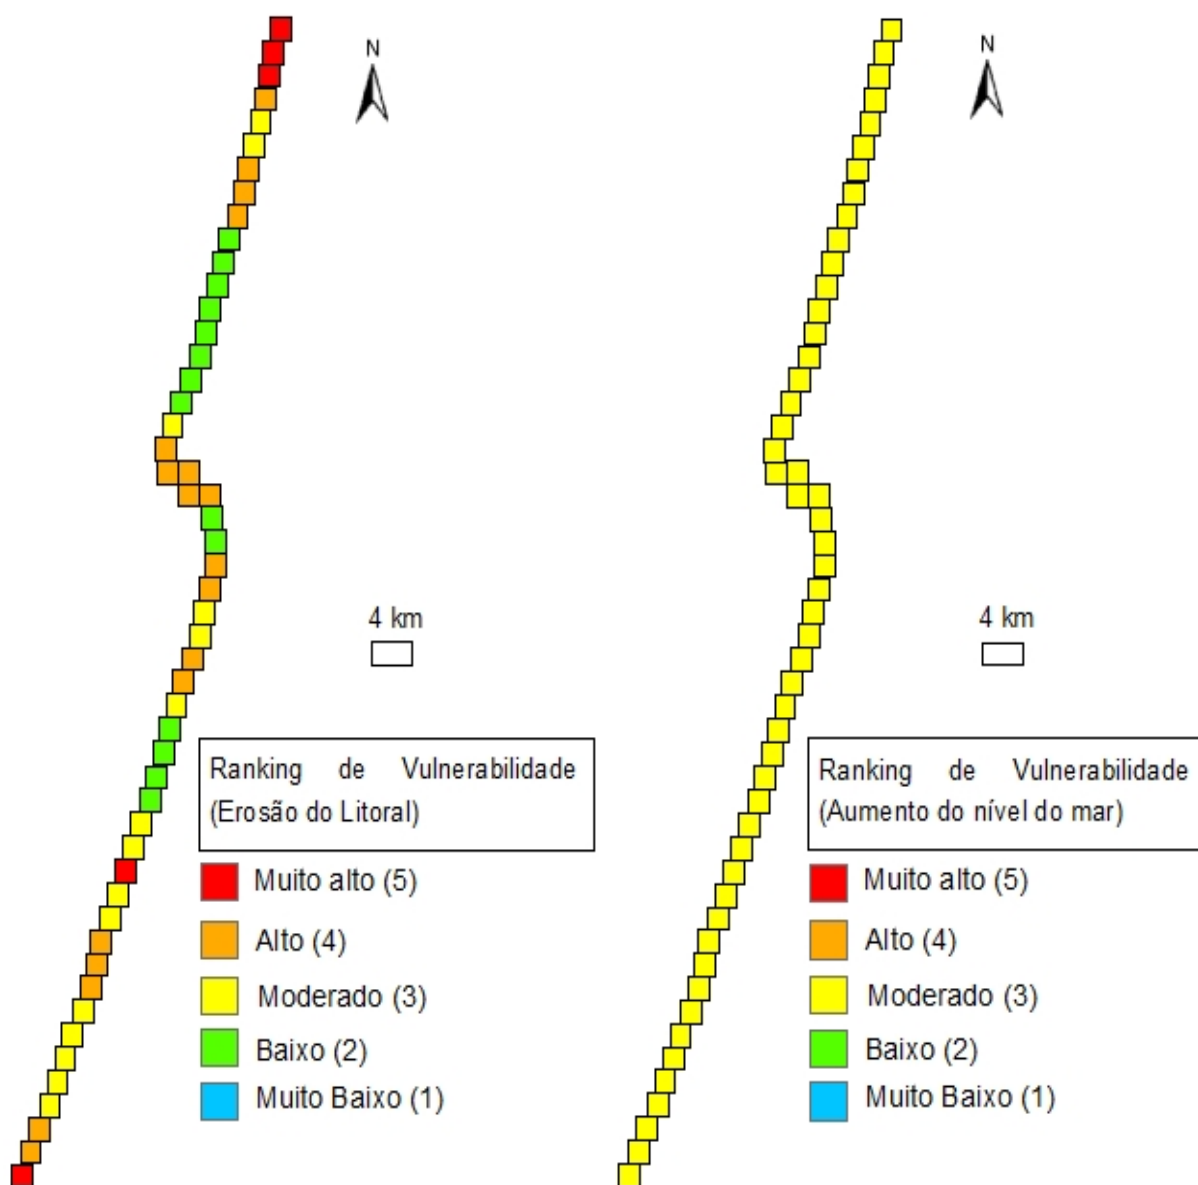 N
4 km
Ranking de Vulnerabilidade
(Erosão do Litoral)
Muito alto (5)
Alto (4)
Moderado (3)
Baixo (2)
Muito Baixo (1)
N
4 km
Ranking de Vulnerabilidade
(Aumento do nível do mar)
Muito alto (5)
Alto (4)
Moderado (3)
Baixo (2)
Muito Baixo (1)